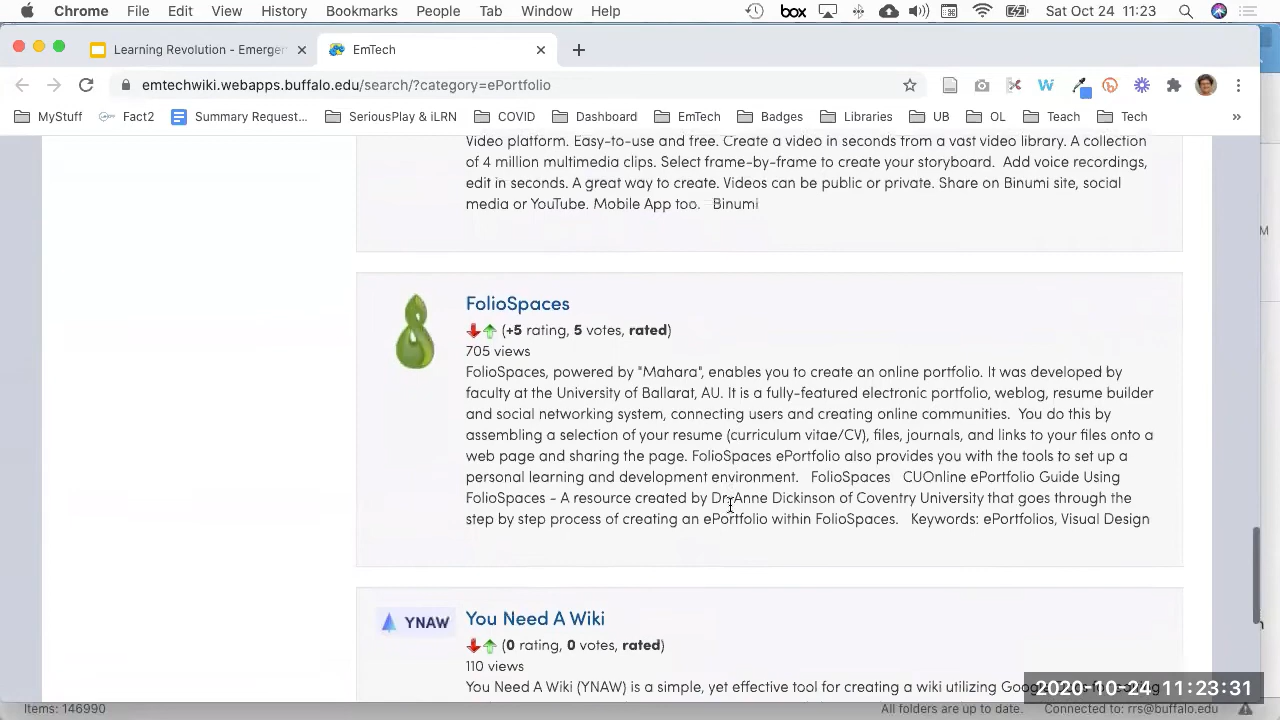 Chrome File Edit View History Bookmarks People Tab Window Help box Sat Oct 24 11:23
Learning Revolution - Emerger EmTech
emtechwiki.webapps.buffalo.edu/search/?category=ePortfolio
MyStuff Fact2 Summary Request... SeriousPlay & iLRN COVID Dashboard EmTech Badges Libraries UB OL Teach Tech »
Video platform. Easy-to-use and free. Create a video in seconds from a vast video library. A collection
of 4 million multimedia clips. Select frame-by-frame to create your storyboard. Add voice recordings,
edit in seconds. A great way to create. Videos can be public or private. Share on Binumi site, social
media or YouTube. Mobile App too. Binumi
FolioSpaces
(+5 rating, 5 votes, rated)
705 views
FolioSpaces, powered by "Mahara", enables you to create an online portfolio. It was developed by
faculty at the University of Ballarat, AU. It is a fully-featured electronic portfolio, weblog, resume builder
and social networking system, connecting users and creating online communities. You do this by
assembling a selection of your resume (curriculum vitae/CV), files, journals, and links to your files onto a
web page and sharing the page. FolioSpaces ePortfolio also provides you with the tools to set up a
personal learning and development environment. FolioSpaces CUOnline ePortfolio Guide Using
FolioSpaces - A resource created by Dr Anne Dickinson of Coventry University that goes through the
step by step process of creating an ePortfolio within FolioSpaces. Keywords: ePortfolios, Visual Design
YNAW You Need A Wiki
(0 rating, 0 votes, rated)
110 views
You Need A Wiki (YNAW) is a simple, yet effective tool for creating a wiki utilizing
2020-10-24 11:23:31
Items: 146990 All folders are up to date. Connected to: rrs@buffalo.edu